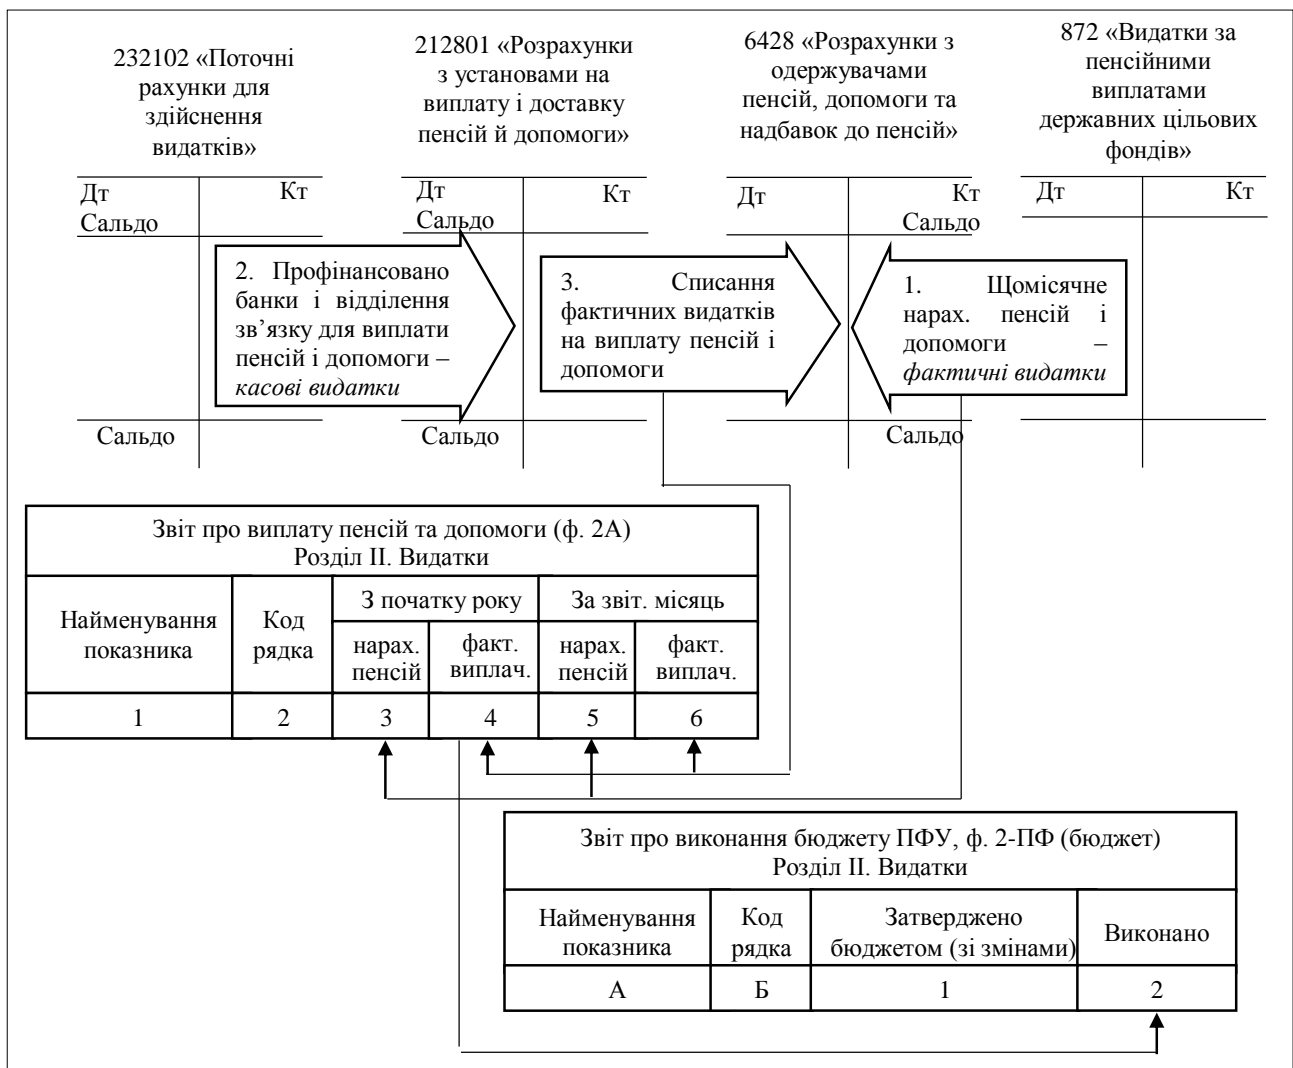 232102 «Поточні
рахунки для
здійснення
видатків»
212801 «Розрахунки
з установами на
виплату і доставку
пенсій й допомоги»
6428 «Розрахунки з
одержувачами
пенсій, допомоги та
надбавок до пенсій»
872 «Видатки за
пенсійними
виплатами
державних цільових
фондів»
Дт Кт
Сальдо
Дт Кт
Сальдо
Дт Кт
Сальдо
Дт Кт
2. Профінансовано
банки і відділення
зв’язку для виплати
пенсій і допомоги –
касові видатки
3. Списання
фактичних видатків
на виплату пенсій і
допомоги
1. Щомісячне
нарах. пенсій і
допомоги –
фактичні видатки
Сальдо
Сальдо
Сальдо
Звіт про виплату пенсій та допомоги (ф. 2А)
Розділ ІІ. Видатки
Найменування
показника
Код
рядка
З початку року
За звіт. місяць
нарах.
пенсій
факт.
виплач.
нарах.
пенсій
факт.
виплач.
1 2 3 4 5 6
Звіт про виконання бюджету ПФУ, ф. 2-ПФ (бюджет)
Розділ ІІ. Видатки
Найменування
показника
Код
рядка
Затверджено
бюджетом (зі змінами)
Виконано
А Б 1 2